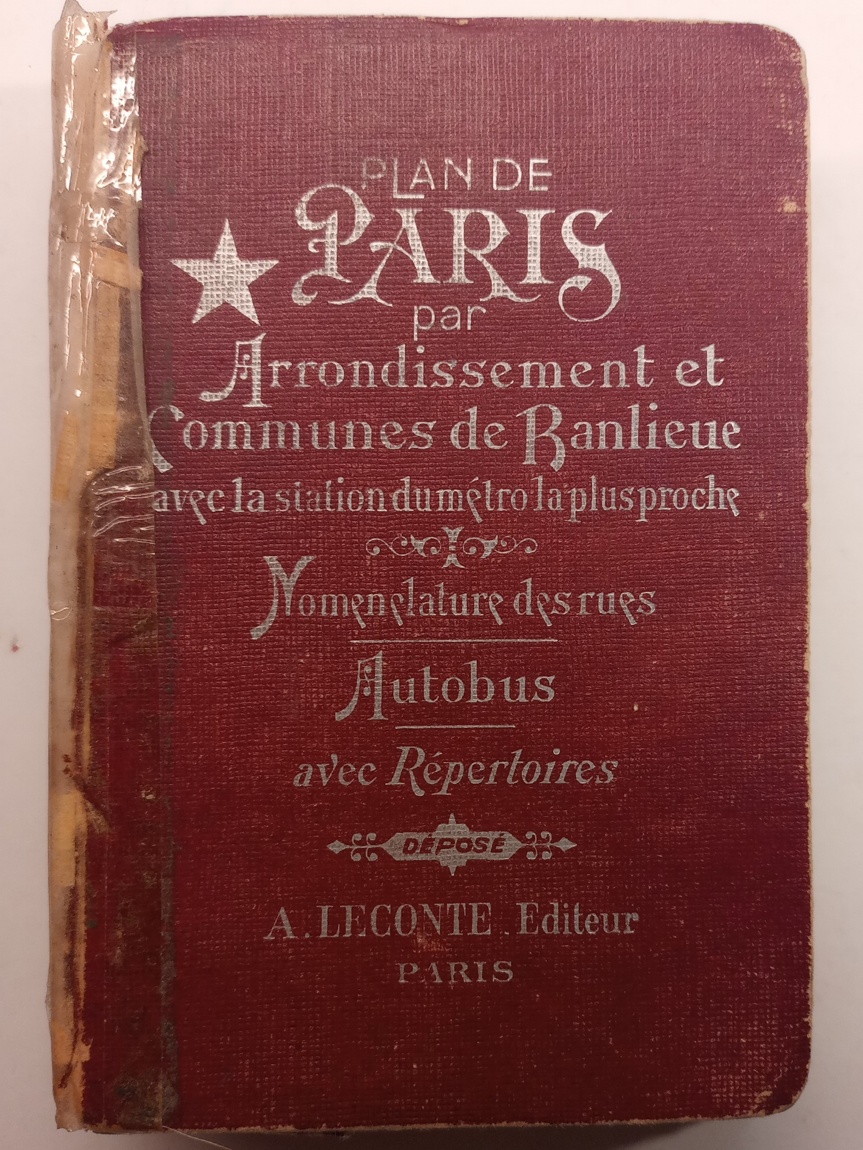 PLAN DE
PARIS
par
Arrondissement et
Communes de Banlieue
avec la station du métro la plus proche
Nomenclature des rues
Autobus
avec Répertoires
DÉPOSÉ
A. LECONTE. Editeur
PARIS